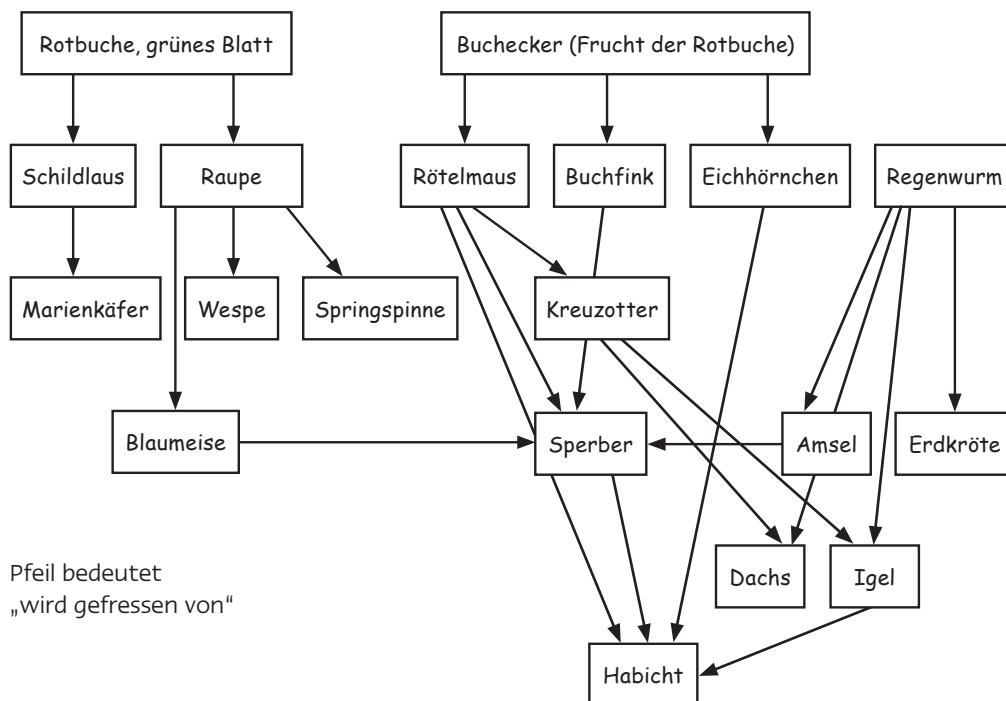 Rotbuche, grünes Blatt
Buchecker (Frucht der Rotbuche)
Schildlaus
Raupe
Rötelmaus
Buchfink
Eichhörnchen
Regenwurm
Marienkäfer
Wespe
Springspinne
Kreuzotter
Blaumeise
Sperber
Amsel
Erdkröte
Dachs
Igel
Pfeil bedeutet
„wird gefressen von“
Habicht